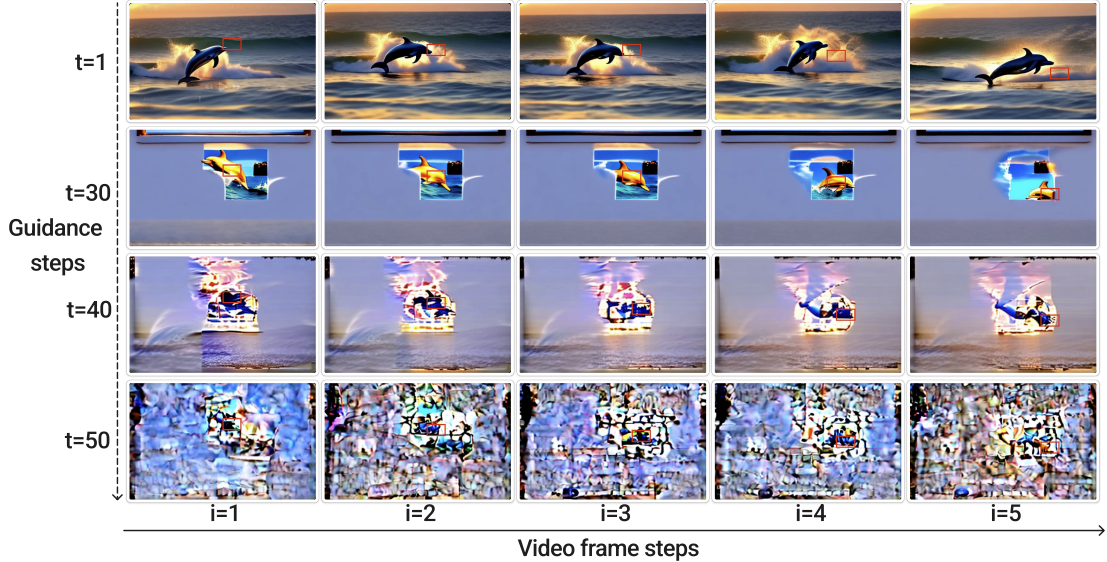 t=1
t=30
Guidance
steps
t=40
t=50
i=1 i=2 i=3 i=4 i=5
Video frame steps